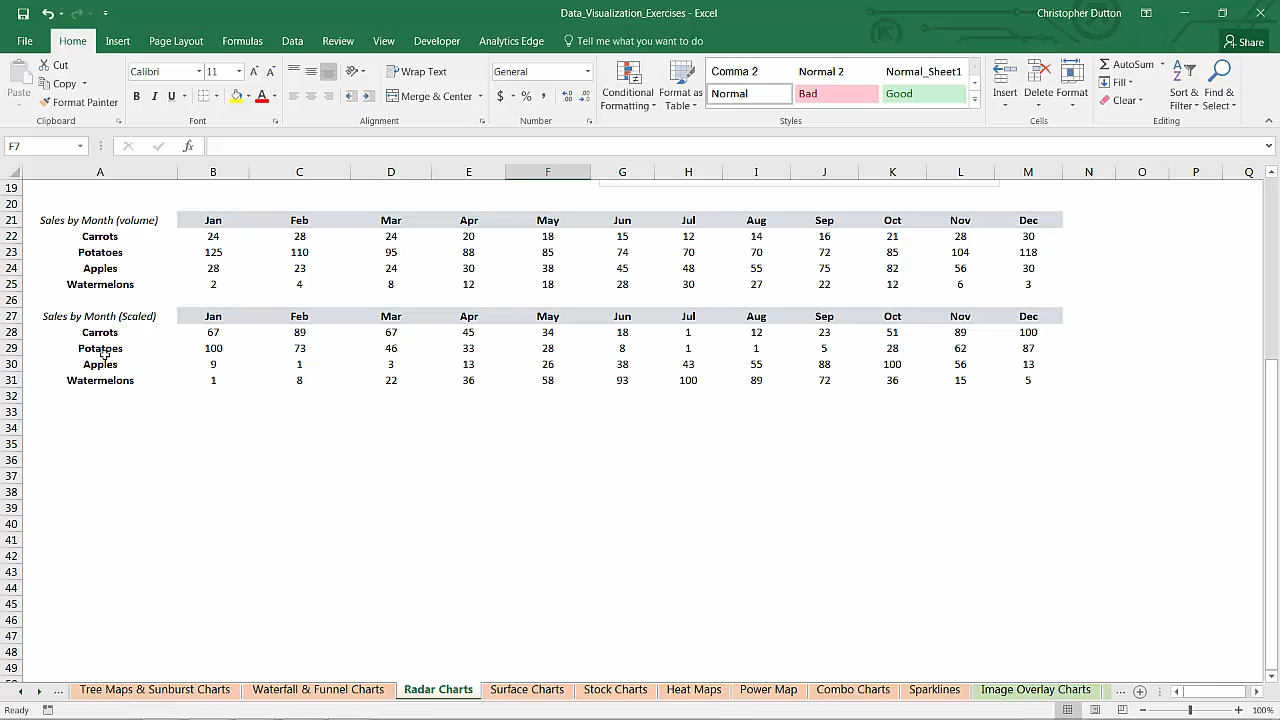 Data_Visualization_Exercises - Excel
Christopher Dutton
File Home Insert Page Layout Formulas Data Review View Developer Analytics Edge Tell me what you want to do Share
Paste
Cut
Copy
Format Painter
Clipboard
Calibri 11
B I U
Font
Wrap Text
Merge & Center
Alignment
General
$ % ,
Number
Conditional Formatting
Format as Table
Comma 2 Normal 2 Normal_Sheet1
Normal Bad Good
Styles
Insert Delete Format
Cells
AutoSum
Fill
Clear
Sort & Filter
Find & Select
Editing
F7 fx
A B C D E F G H I J K L M N O P Q
19
20
21 Sales by Month (volume) Jan Feb Mar Apr May Jun Jul Aug Sep Oct Nov Dec
22 Carrots 24 28 24 20 18 15 12 14 16 21 28 30
23 Potatoes 125 110 95 88 85 74 70 70 72 85 104 118
24 Apples 28 23 24 30 38 45 48 55 75 82 56 30
25 Watermelons 2 4 8 12 18 28 30 27 22 12 6 3
26
27 Sales by Month (Scaled) Jan Feb Mar Apr May Jun Jul Aug Sep Oct Nov Dec
28 Carrots 67 89 67 45 34 18 1 12 23 51 89 100
29 Potatoes 100 73 46 33 28 8 1 1 5 28 62 87
30 Apples 9 1 3 13 26 38 43 55 88 100 56 13
31 Watermelons 1 8 22 36 58 93 100 89 72 36 15 5
32
33
34
35
36
37
38
39
40
41
42
43
44
45
46
47
48
49
... Tree Maps & Sunburst Charts Waterfall & Funnel Charts Radar Charts Surface Charts Stock Charts Heat Maps Power Map Combo Charts Sparklines Image Overlay Charts ...
Ready 100%